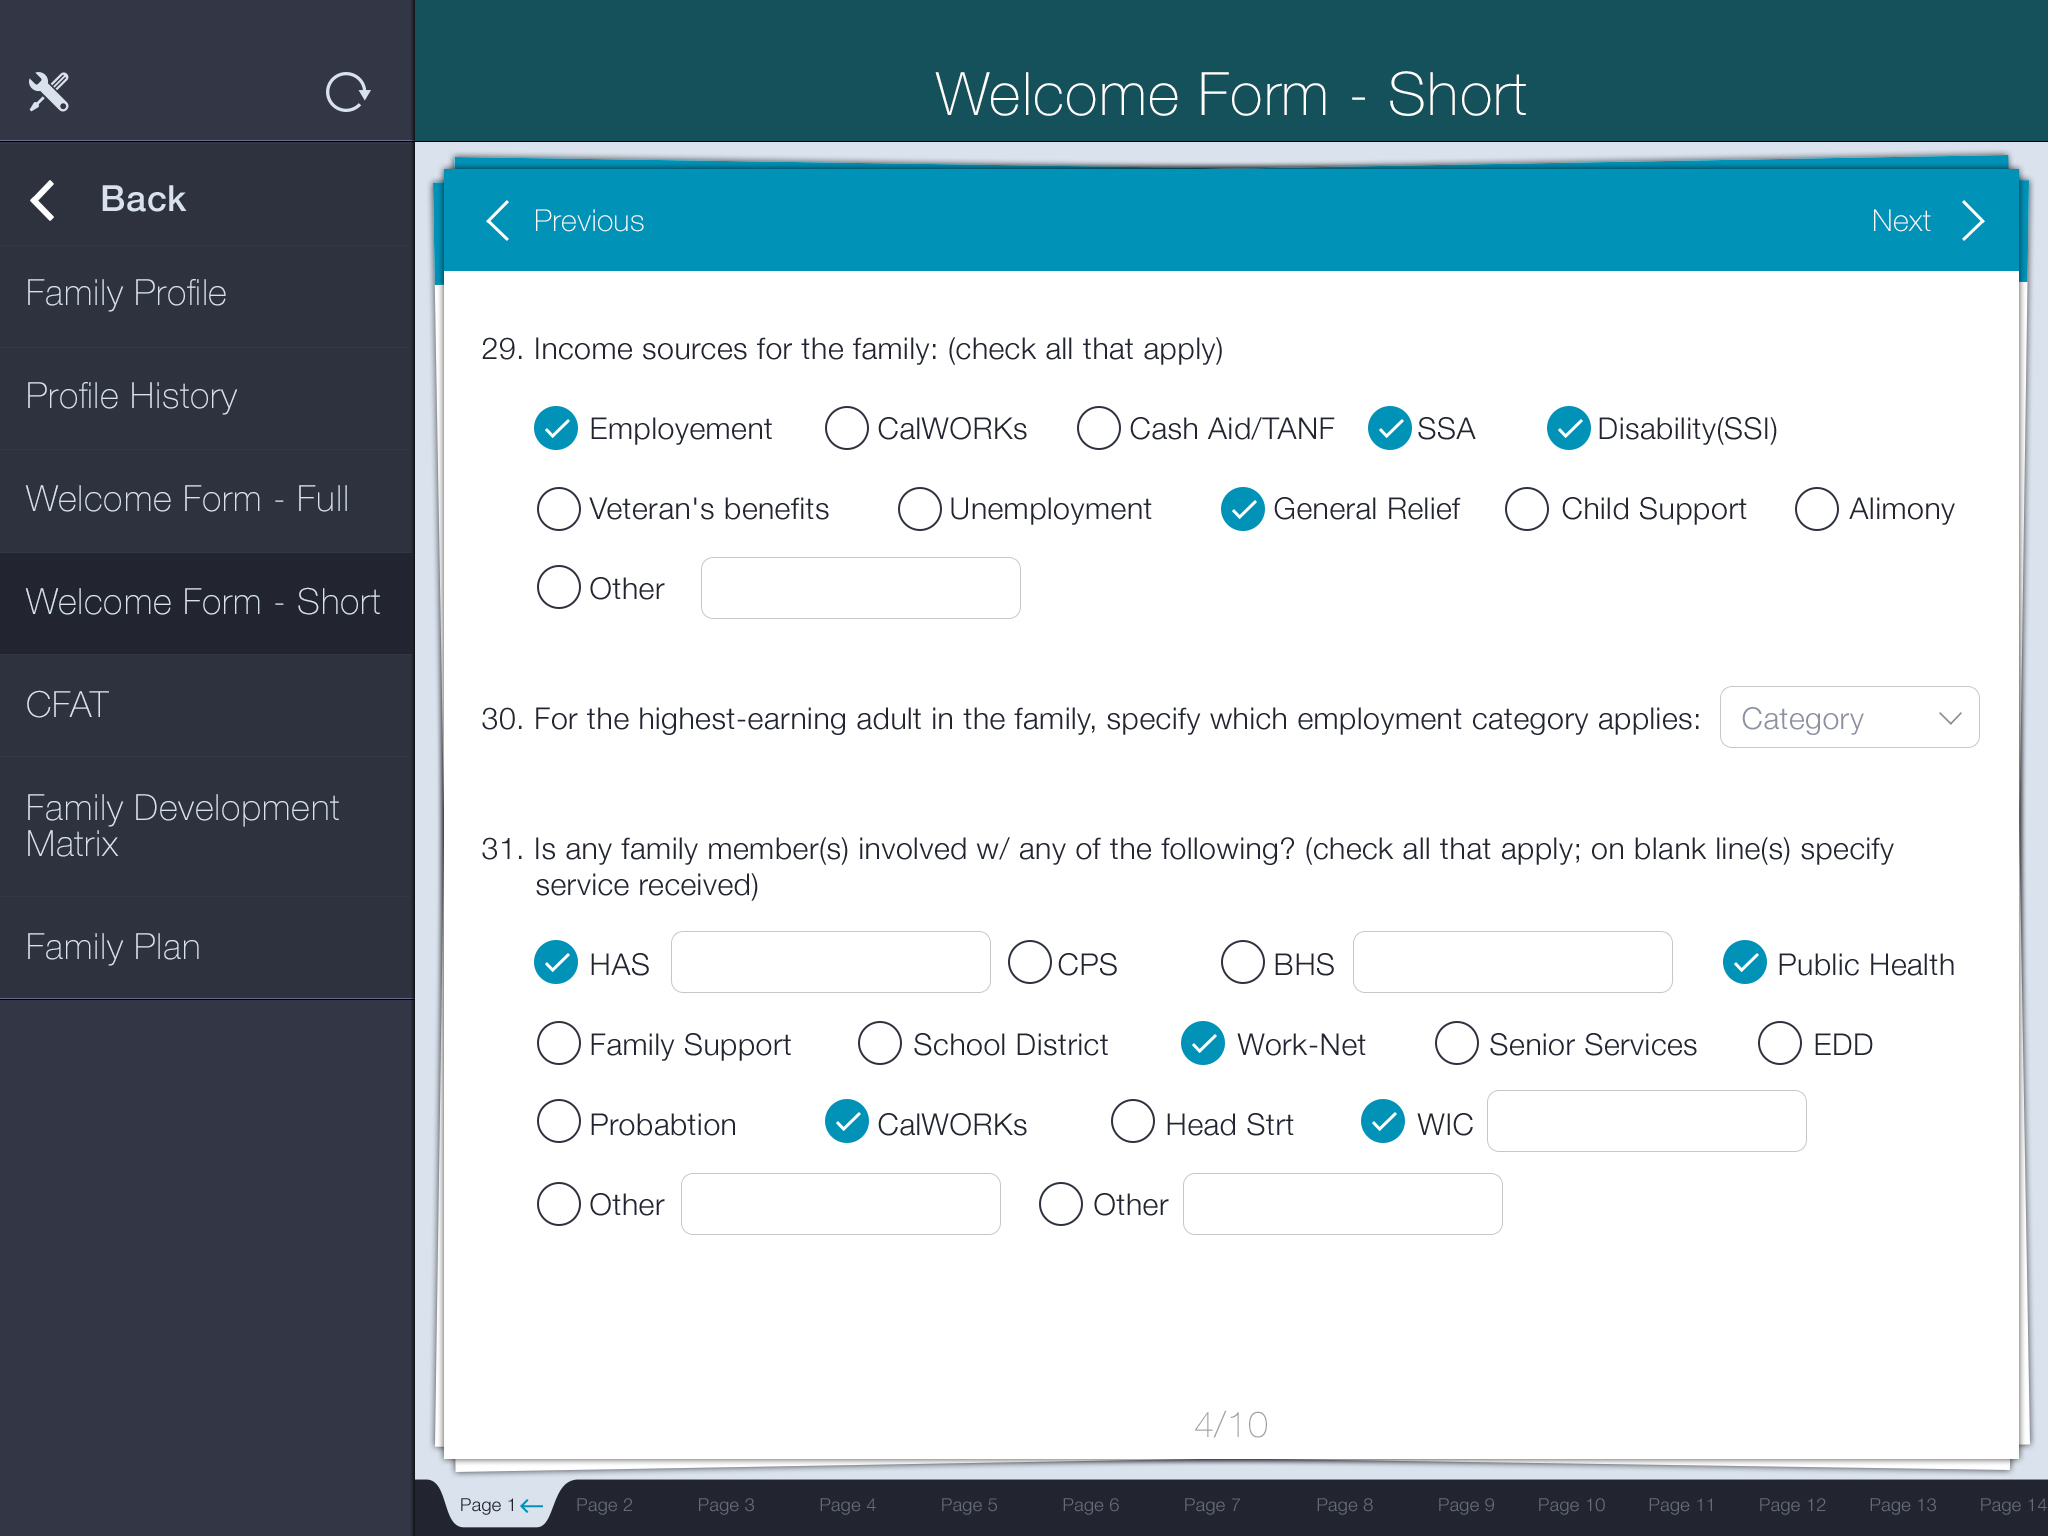 Welcome Form - Short
Back
Family Profile
Profile History
Welcome Form - Full
Welcome Form - Short
CFAT
Family Development
Matrix
Family Plan
Previous
Next
29. Income sources for the family: (check all that apply)
Employement CalWORKs Cash Aid/TANF SSA Disability(SSI)
Veteran's benefits Unemployment General Relief Child Support Alimony
Other
30. For the highest-earning adult in the family, specify which employment category applies: Category
31. Is any family member(s) involved w/ any of the following? (check all that apply; on blank line(s) specify
service received)
HAS CPS BHS Public Health
Family Support School District Work-Net Senior Services EDD
Probabtion CalWORKs Head Strt WIC
Other Other
4/10
Page 1 Page 2 Page 3 Page 4 Page 5 Page 6 Page 7 Page 8 Page 9 Page 10 Page 11 Page 12 Page 13 Page 14